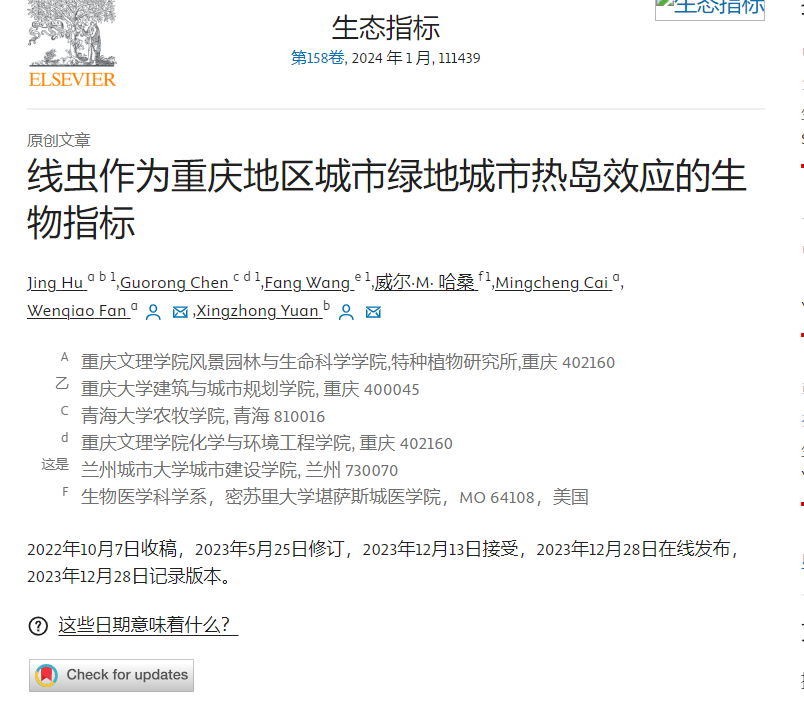 生态指标
生态指标
第158卷, 2024 年 1 月, 111439
ELSEVIER
原创文章
线虫作为重庆地区城市绿地城市热岛效应的生
物指标
Jing Hu a b 1,Guorong Chen c d 1,Fang Wang e 1,威尔·M· 哈桑 f 1,Mingcheng Cai a,
Wenqiao Fan a ,Xingzhong Yuan b
A 重庆文理学院风景园林与生命科学学院,特种植物研究所,重庆 402160
乙 重庆大学建筑与城市规划学院, 重庆 400045
C 青海大学农牧学院, 青海 810016
d 重庆文理学院化学与环境工程学院, 重庆 402160
这是 兰州城市大学城市建设学院, 兰州 730070
F 生物医学科学系，密苏里大学堪萨斯城医学院，MO 64108，美国
2022年10月7日收稿，2023年5月25日修订，2023年12月13日接受，2023年12月28日在线发布，
2023年12月28日记录版本。
? 这些日期意味着什么？
Check for updates